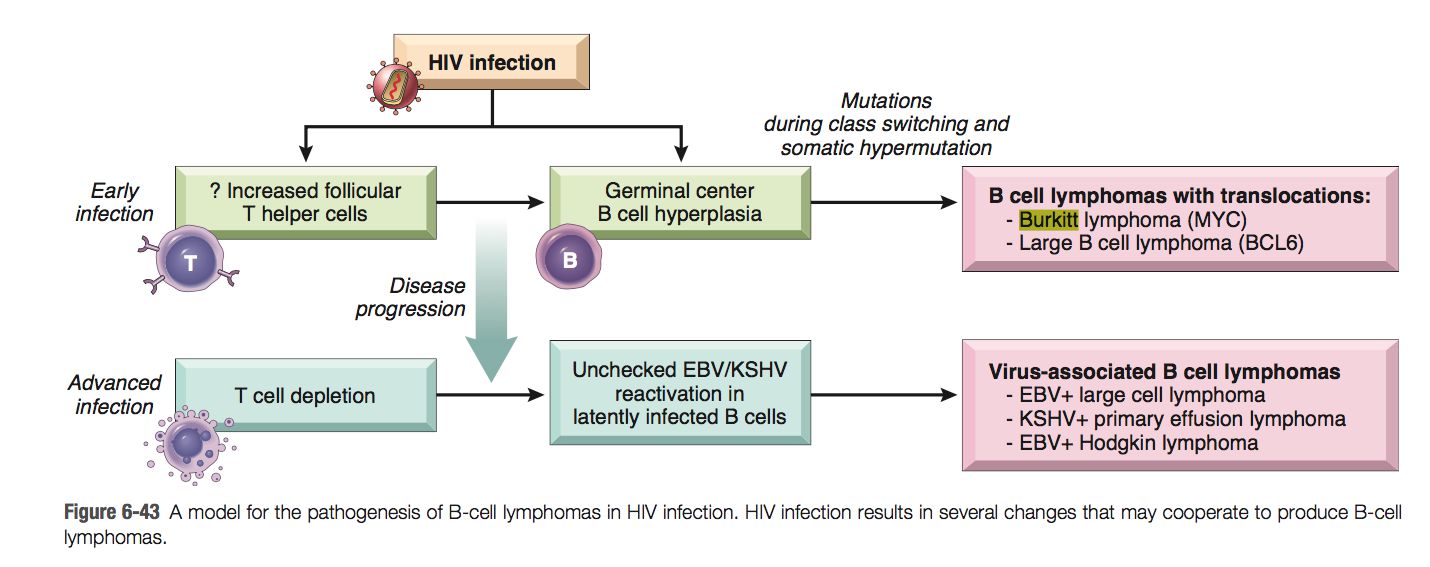 HIV infection
Mutations
during class switching and
somatic hypermutation
Early
infection
? Increased follicular
T helper cells
T
Germinal center
B cell hyperplasia
B
B cell lymphomas with translocations:
- Burkitt lymphoma (MYC)
- Large B cell lymphoma (BCL6)
Disease
progression
Advanced
infection
T cell depletion
Unchecked EBV/KSHV
reactivation in
latently infected B cells
Virus-associated B cell lymphomas
- EBV+ large cell lymphoma
- KSHV+ primary effusion lymphoma
- EBV+ Hodgkin lymphoma
Figure 6-43 A model for the pathogenesis of B-cell lymphomas in HIV infection. HIV infection results in several changes that may cooperate to produce B-cell
lymphomas.